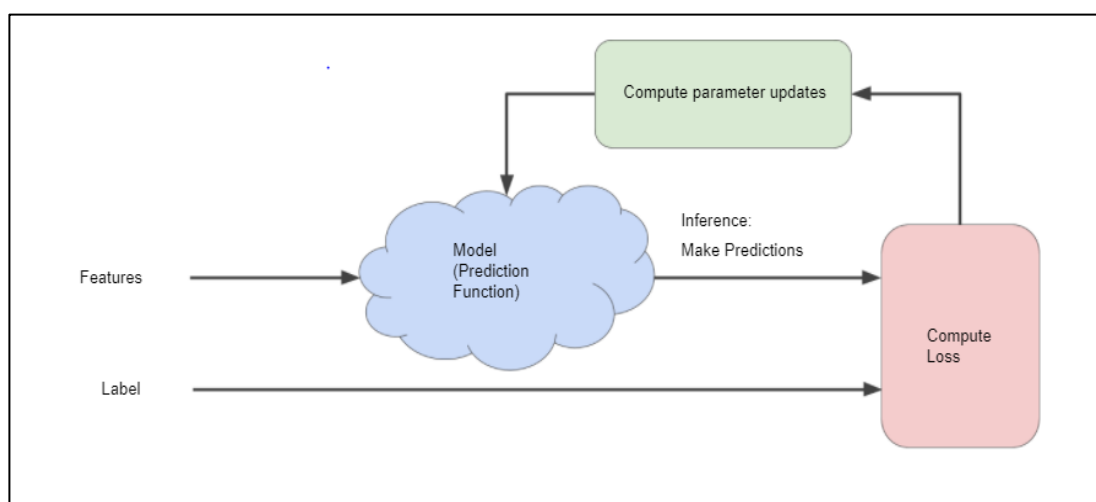 Compute parameter updates
Inference:
Make Predictions
Model
(Prediction
Function)
Features
Compute
Loss
Label